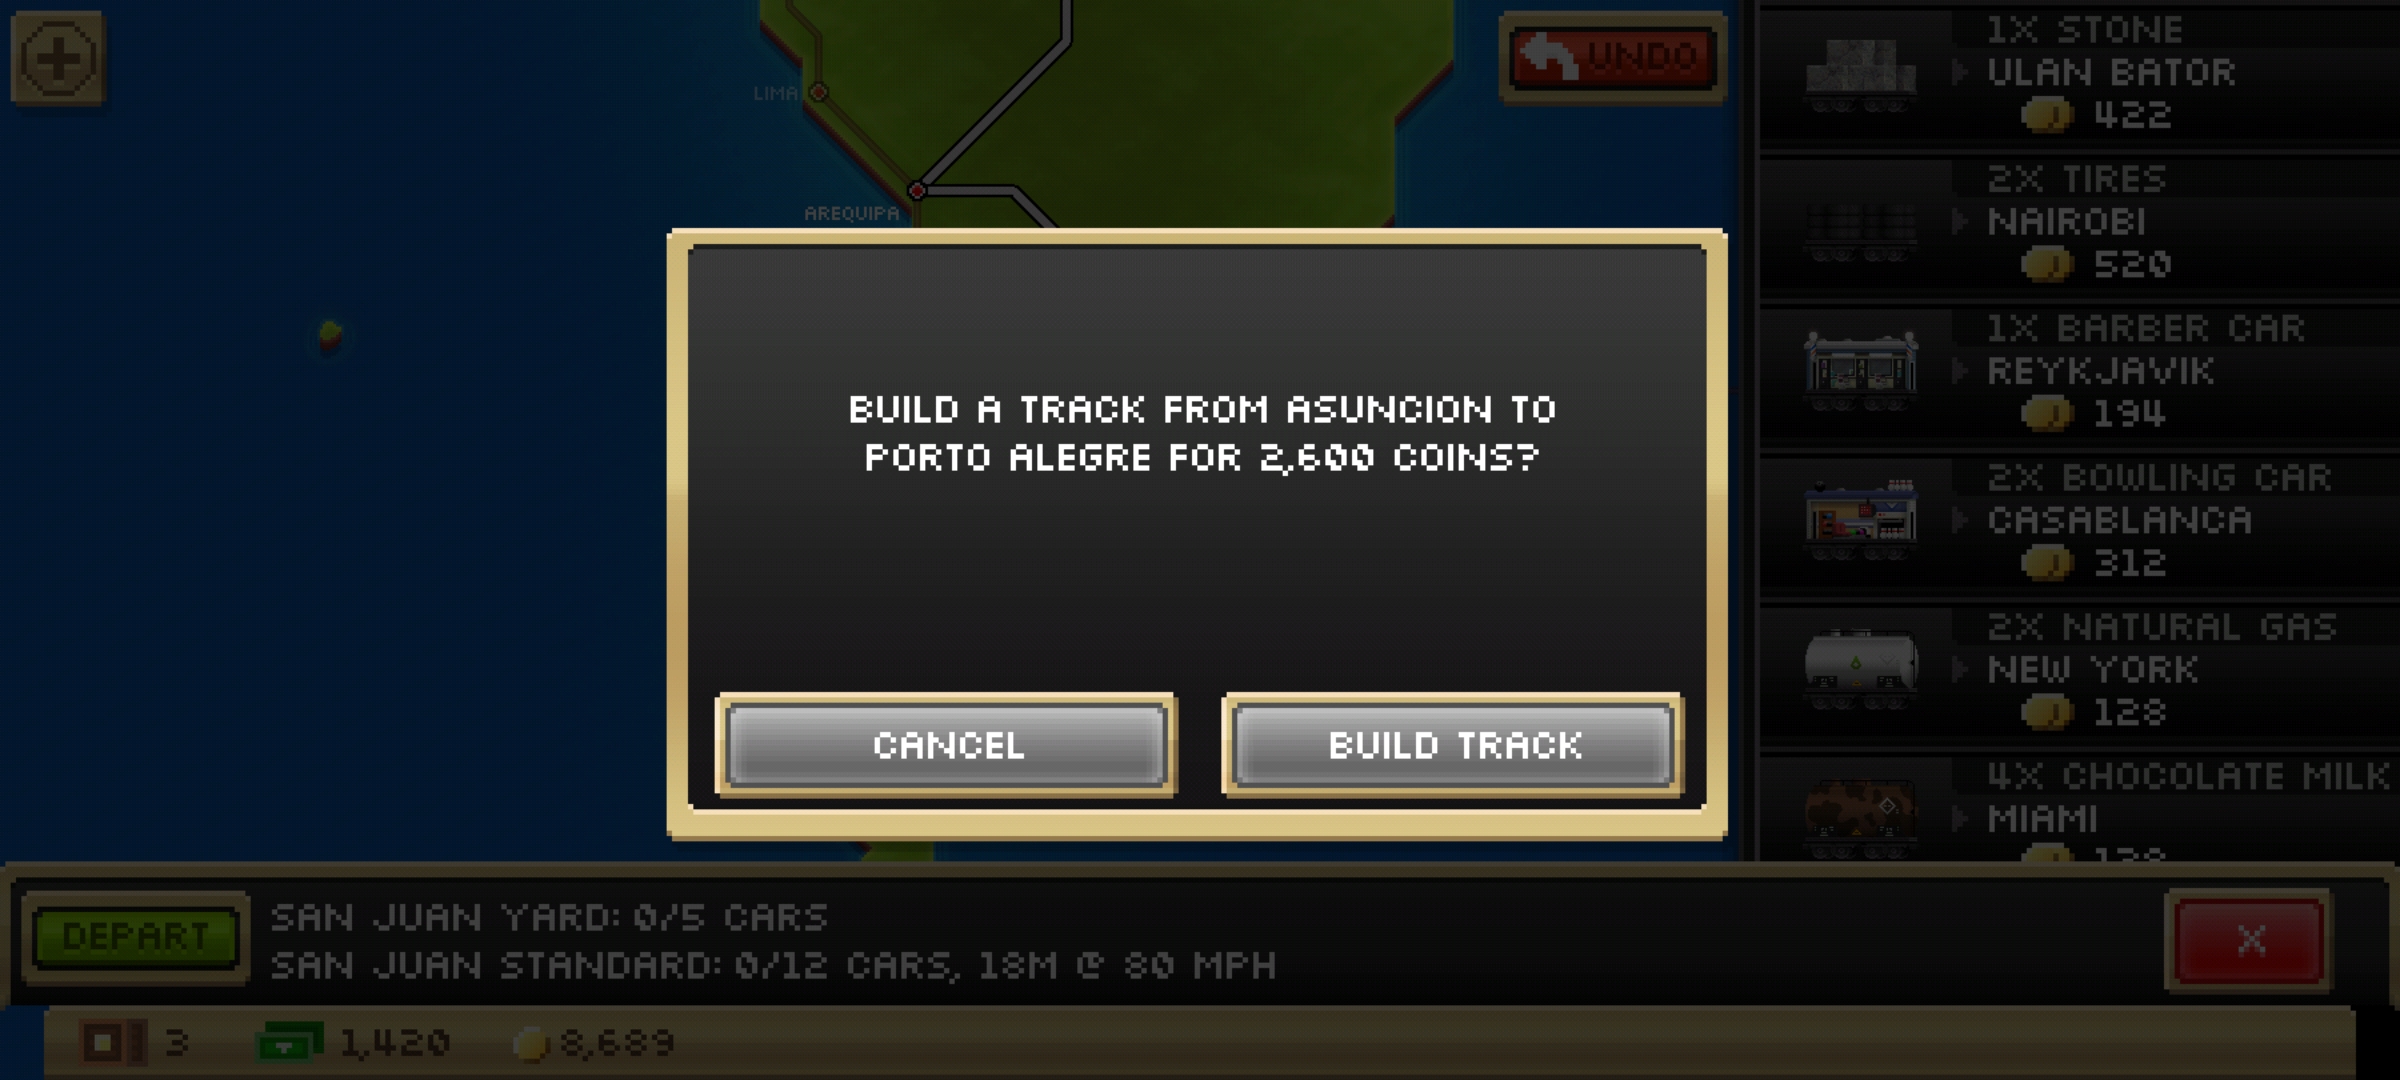 UNDO
LIMA
AREQUIPA
BUILD A TRACK FROM ASUNCION TO
PORTO ALEGRE FOR 2,600 COINS?
CANCEL
BUILD TRACK
1X STONE
ULAN BATOR
422
2X TIRES
NAIROBI
520
1X BARBER CAR
REYKJAVIK
194
2X BOWLING CAR
CASABLANCA
312
2X NATURAL GAS
NEW YORK
128
4X CHOCOLATE MILK
MIAMI
DEPART
SAN JUAN YARD: 0/5 CARS
SAN JUAN STANDARD: 0/12 CARS, 18M @ 80 MPH
X
3
1,420
8,689